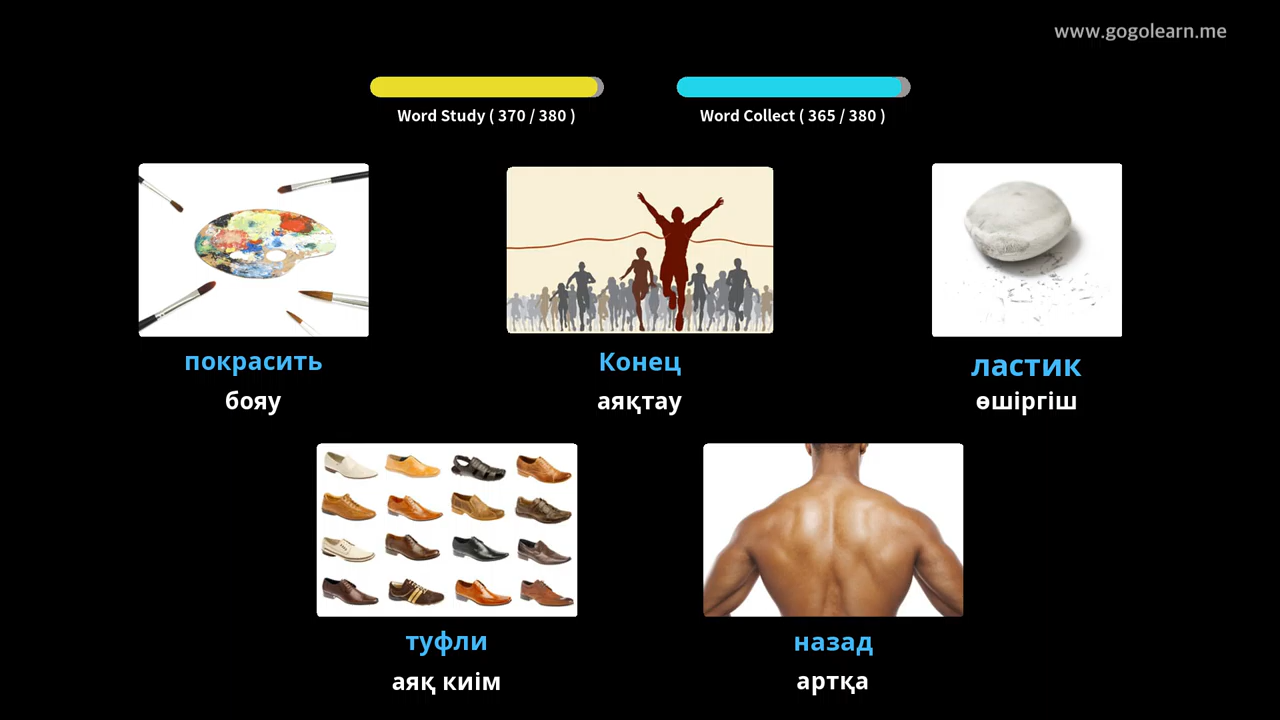 www.gogolearn.me
Word Study ( 370 / 380 )
Word Collect ( 365 / 380 )
покрасить
бояу
Конец
аяқтау
ластик
өшіргіш
туфли
аяқ киім
назад
артқа